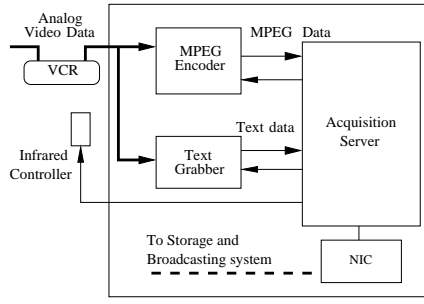 Analog
Video Data
VCR
MPEG
Encoder
MPEG Data
Text data
Text
Grabber
Acquisition
Server
Infrared
Controller
To Storage and
Broadcasting system
NIC